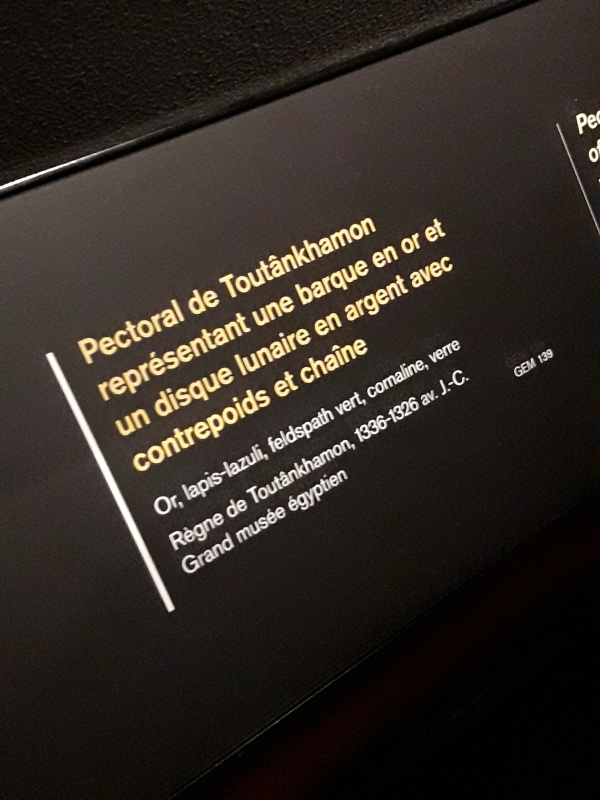 Pectoral de Toutânkhamon
représentant une barque en or et
un disque lunaire en argent avec
contrepoids et chaîne
Or, lapis-lazuli, feldspath vert, cornaline, verre
Règne de Toutânkhamon, 1336-1326 av. J.-C.
Grand musée égyptien
GEM 139